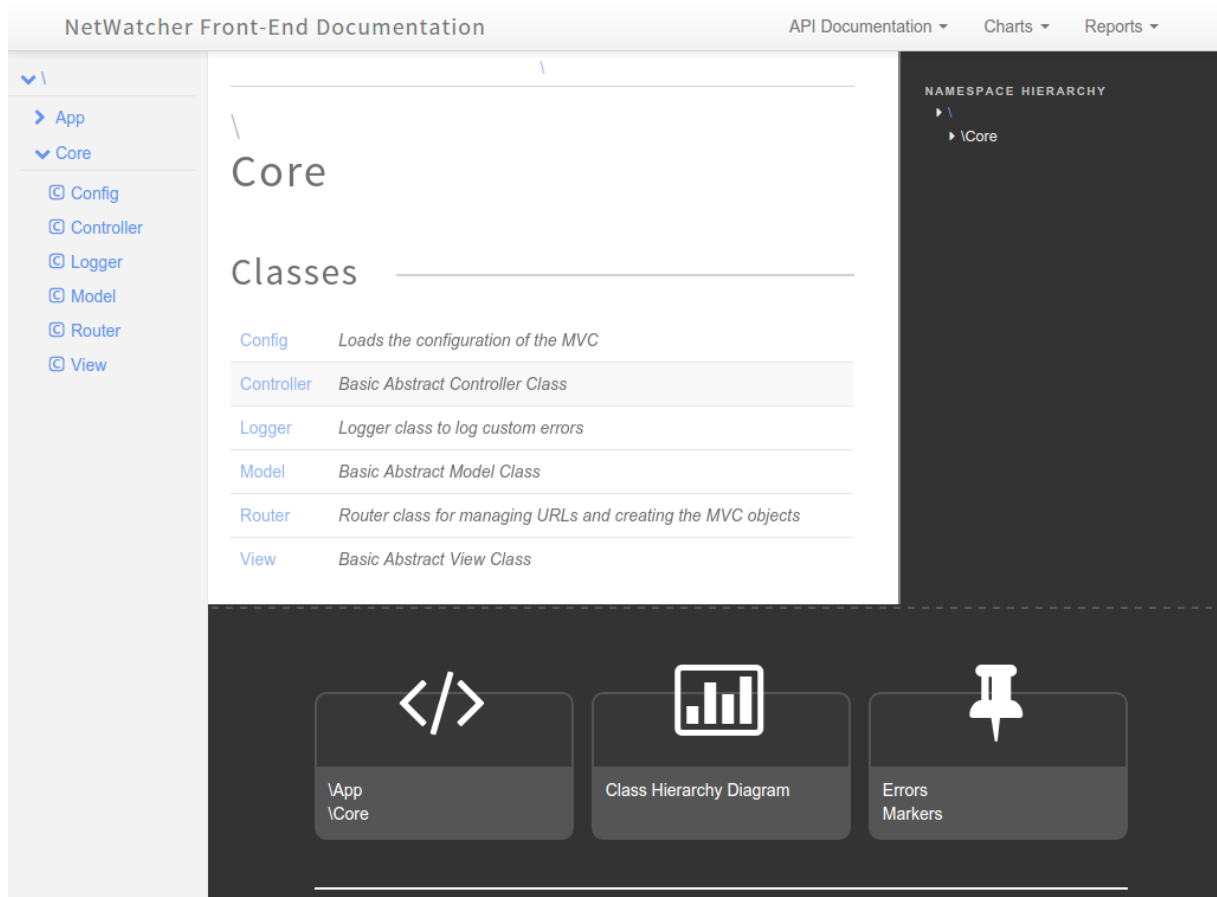 NetWatcher Front-End Documentation
API Documentation Charts Reports
\
App
Core
Config
Controller
Logger
Model
Router
View
\
\
Core
Classes
Config Loads the configuration of the MVC
Controller Basic Abstract Controller Class
Logger Logger class to log custom errors
Model Basic Abstract Model Class
Router Router class for managing URLs and creating the MVC objects
View Basic Abstract View Class
NAMESPACE HIERARCHY
\
\Core
\App
\Core
Class Hierarchy Diagram
Errors
Markers